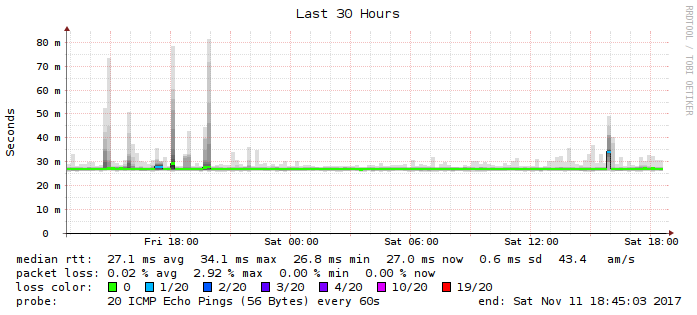 Last 30 Hours
RRDTOOL / TOBI OETIKER
Seconds
80 m
70 m
60 m
50 m
40 m
30 m
20 m
10 m
0
Fri 18:00 Sat 00:00 Sat 06:00 Sat 12:00 Sat 18:00
median rtt: 27.1 ms avg 34.1 ms max 26.8 ms min 27.0 ms now 0.6 ms sd 43.4 am/s
packet loss: 0.02 % avg 2.92 % max 0.00 % min 0.00 % now
loss color: 0 1/20 2/20 3/20 4/20 10/20 19/20
probe: 20 ICMP Echo Pings (56 Bytes) every 60s end: Sat Nov 11 18:45:03 2017